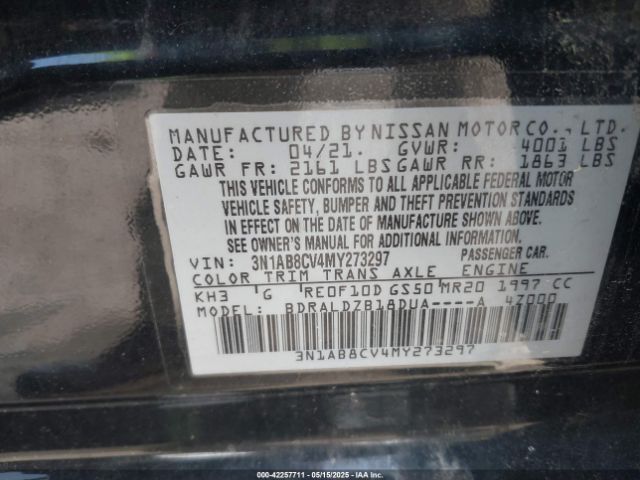 MANUFACTURED BY NISSAN MOTOR CO., LTD.
DATE: 04/21. GVWR: 4001 LBS
GAWR FR: 2161 LBS GAWR RR: 1863 LBS
THIS VEHICLE CONFORMS TO ALL APPLICABLE FEDERAL MOTOR
VEHICLE SAFETY, BUMPER AND THEFT PREVENTION STANDARDS
IN EFFECT ON THE DATE OF MANUFACTURE SHOWN ABOVE.
SEE OWNER'S MANUAL FOR ADDITIONAL INFORMATION.
VIN: 3N1AB8CV4MY273297 PASSENGER CAR.
COLOR TRIM TRANS AXLE ENGINE
KH3 G RE0F10D GS50 MR20 1997 CC
MODEL: BDRALDZB18DUA----A 4Z000
3N1AB8CV4MY273297
000-42257711 - 05/15/2025 - IAA Inc.